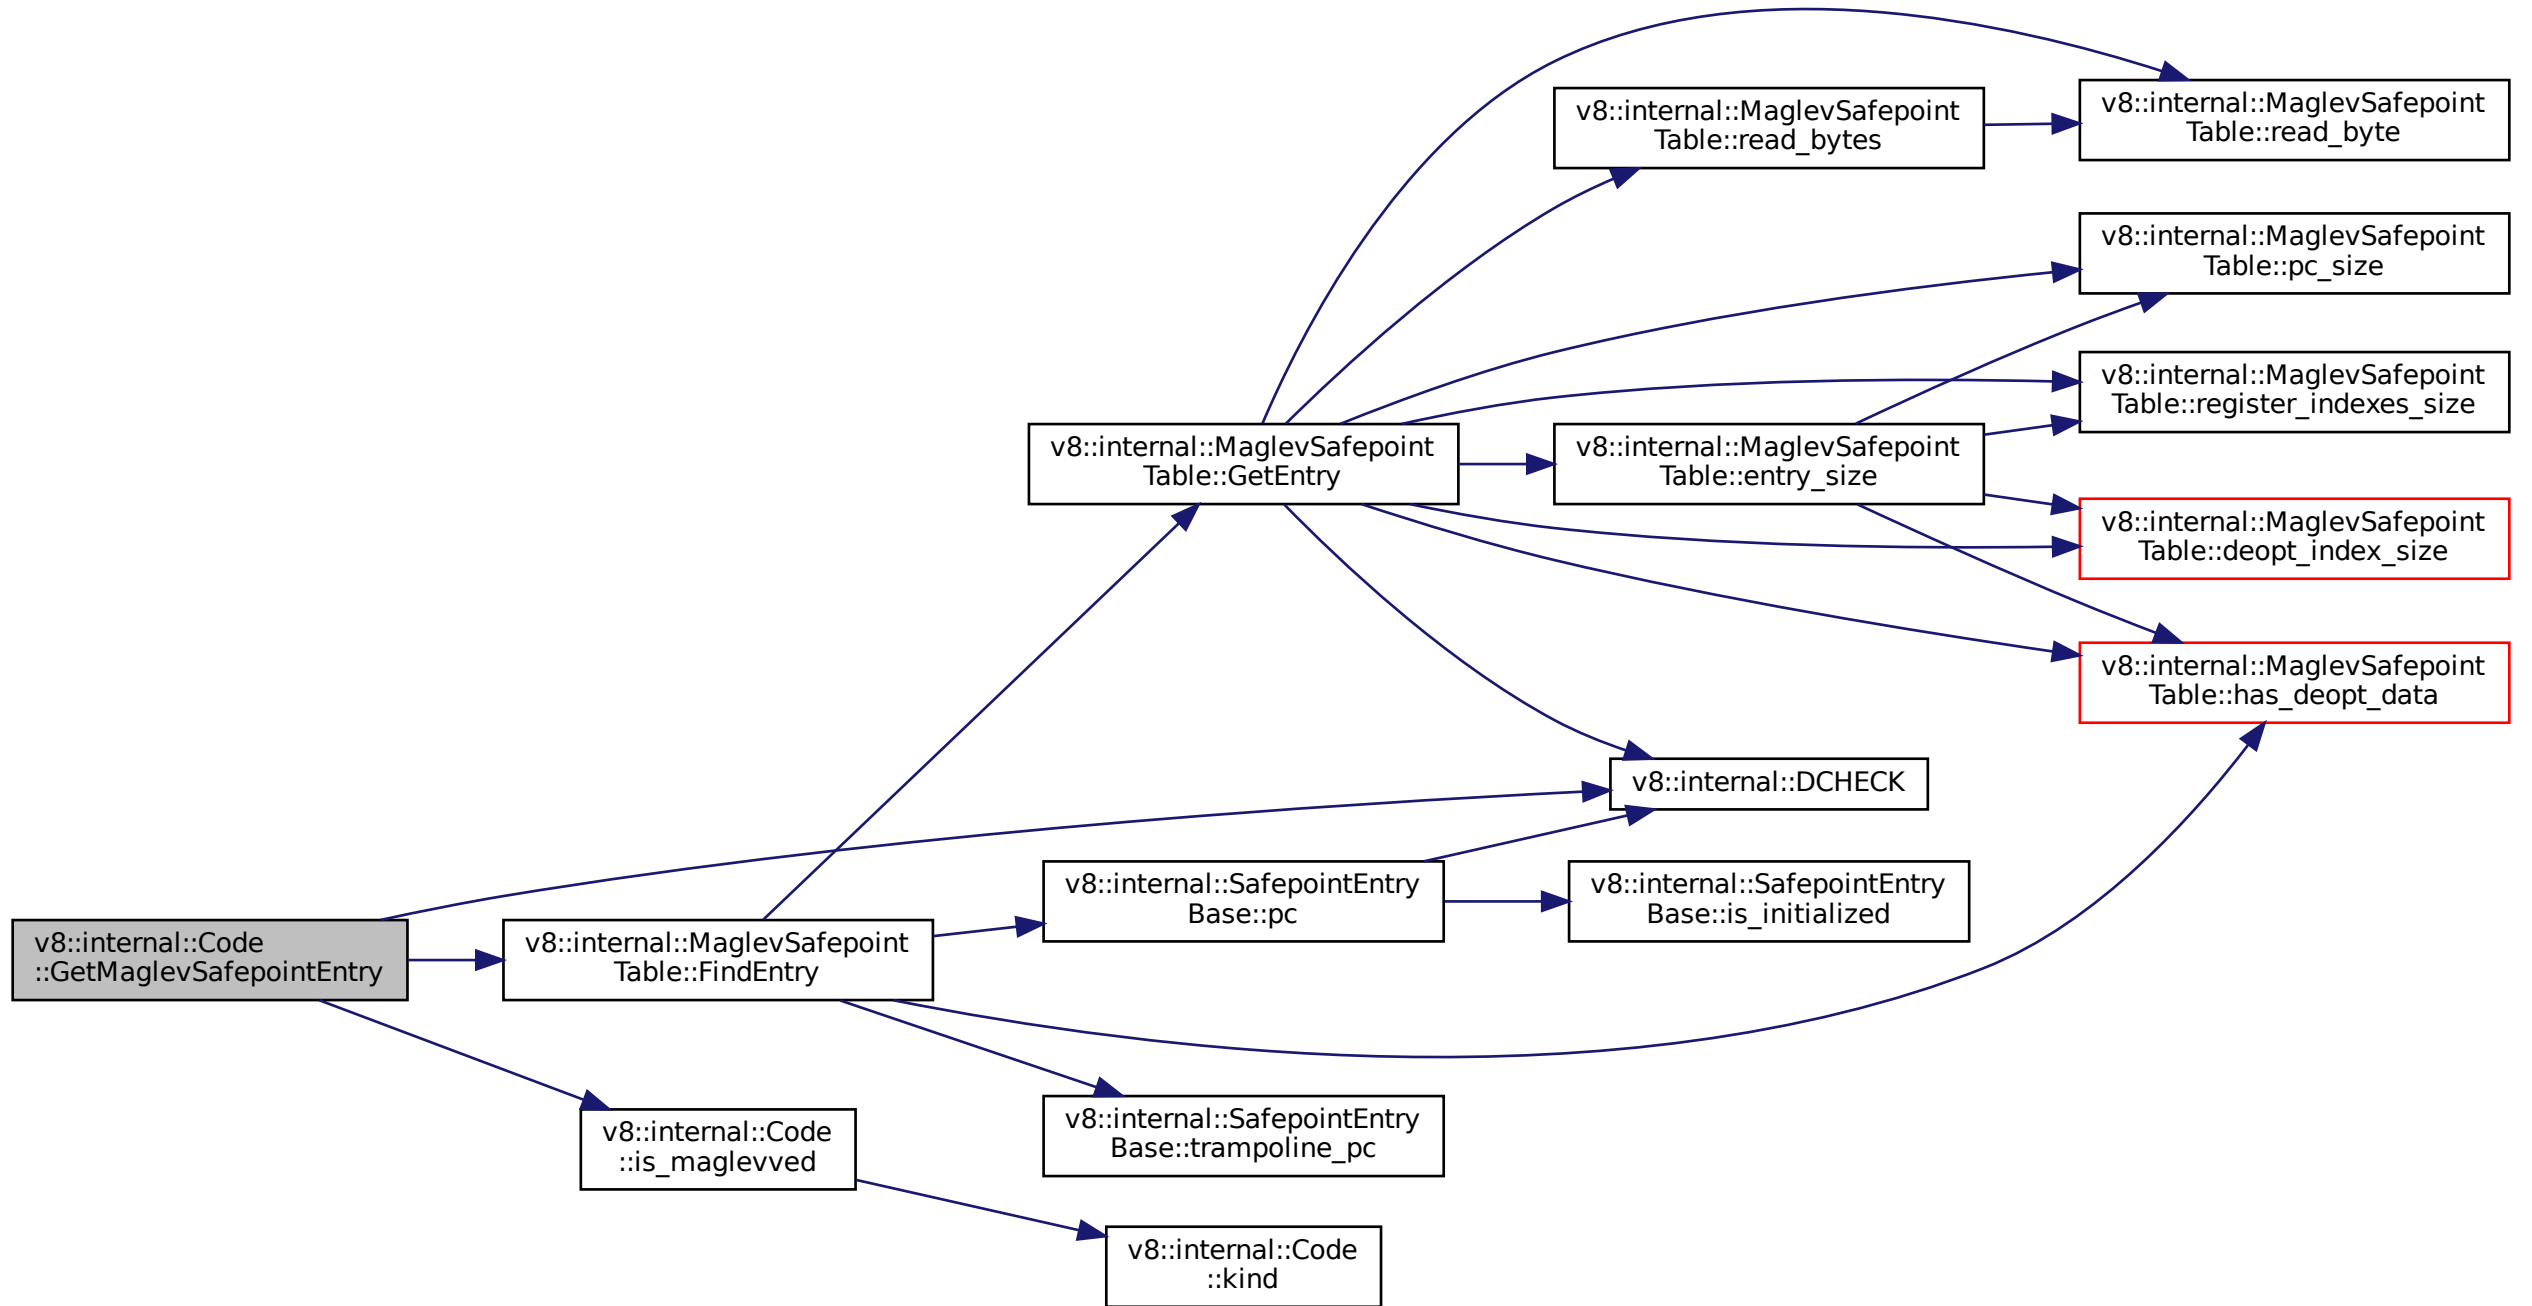 v8::internal::Code
::GetMaglevSafepointEntry
v8::internal::MaglevSafepoint
Table::FindEntry
v8::internal::Code
::is_maglevved
v8::internal::MaglevSafepoint
Table::GetEntry
v8::internal::SafepointEntry
Base::pc
v8::internal::SafepointEntry
Base::trampoline_pc
v8::internal::Code
::kind
v8::internal::MaglevSafepoint
Table::read_bytes
v8::internal::MaglevSafepoint
Table::entry_size
v8::internal::DCHECK
v8::internal::SafepointEntry
Base::is_initialized
v8::internal::MaglevSafepoint
Table::read_byte
v8::internal::MaglevSafepoint
Table::pc_size
v8::internal::MaglevSafepoint
Table::register_indexes_size
v8::internal::MaglevSafepoint
Table::deopt_index_size
v8::internal::MaglevSafepoint
Table::has_deopt_data